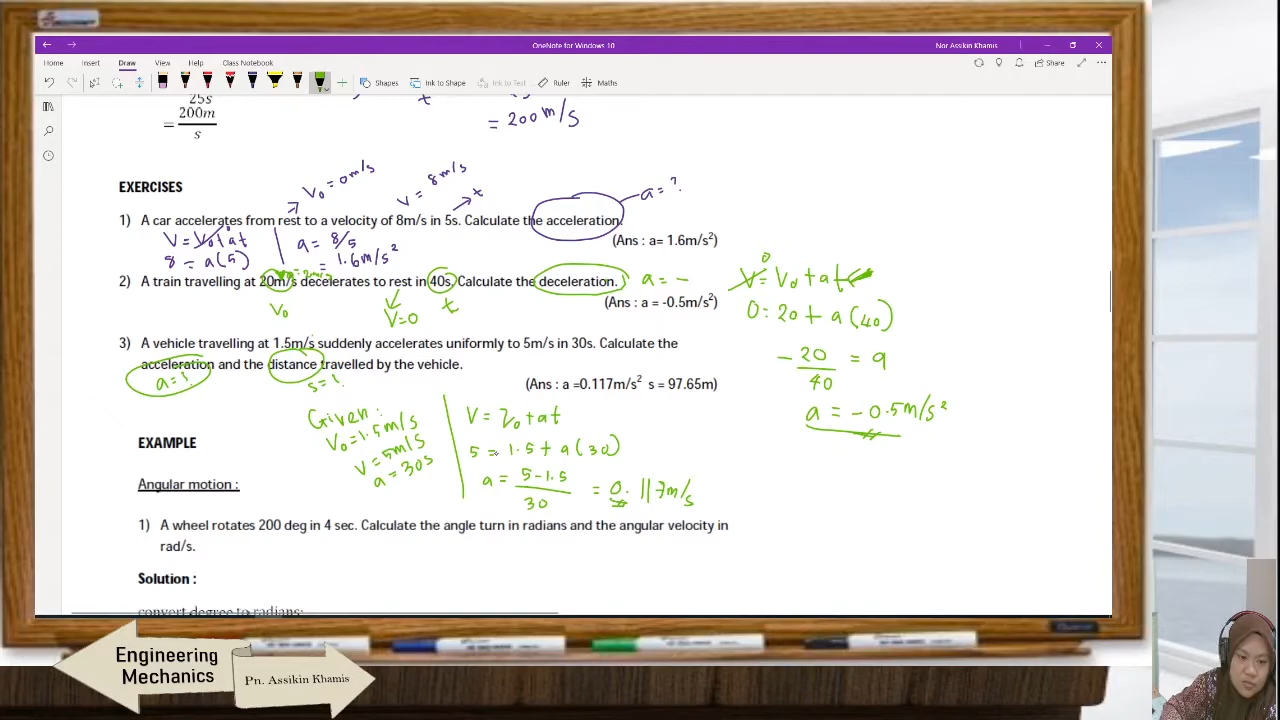 OneNote for Windows 10
Nor Assikin Khamis
Home Insert Draw View Help Class Notebook
Share
Shapes Ink to Shape Ink to Text Ruler Maths
25s
200m
= s
t
= 200 m/s
V₀ = 0m/s
V = 8m/s
t
a = ?
EXERCISES
1) A car accelerates from rest to a velocity of 8m/s in 5s. Calculate the acceleration.
(Ans : a= 1.6m/s²)
V = V₀ + at
8 = a(5)
a = 8/5
= 1.6m/s²
2) A train travelling at 20m/s decelerates to rest in 40s. Calculate the deceleration.
a = -
(Ans : a = -0.5m/s²)
V₀
V=0
t
0
V = V₀ + at
0 = 20 + a(40)
-20/40 = a
a = -0.5m/s²
3) A vehicle travelling at 1.5m/s suddenly accelerates uniformly to 5m/s in 30s. Calculate the
acceleration and the distance travelled by the vehicle.
a = ?
s = ?
(Ans : a =0.117m/s² s = 97.65m)
Given :
V₀ = 1.5m/s
V = 5m/s
a = 30s
V = V₀ + at
5 = 1.5 + a(30)
a = 5-1.5/30 = 0.117m/s
EXAMPLE
Angular motion :
1) A wheel rotates 200 deg in 4 sec. Calculate the angle turn in radians and the angular velocity in
rad/s.
Solution :
convert degree to radians:
Engineering
Mechanics
Pn. Assikin Khamis